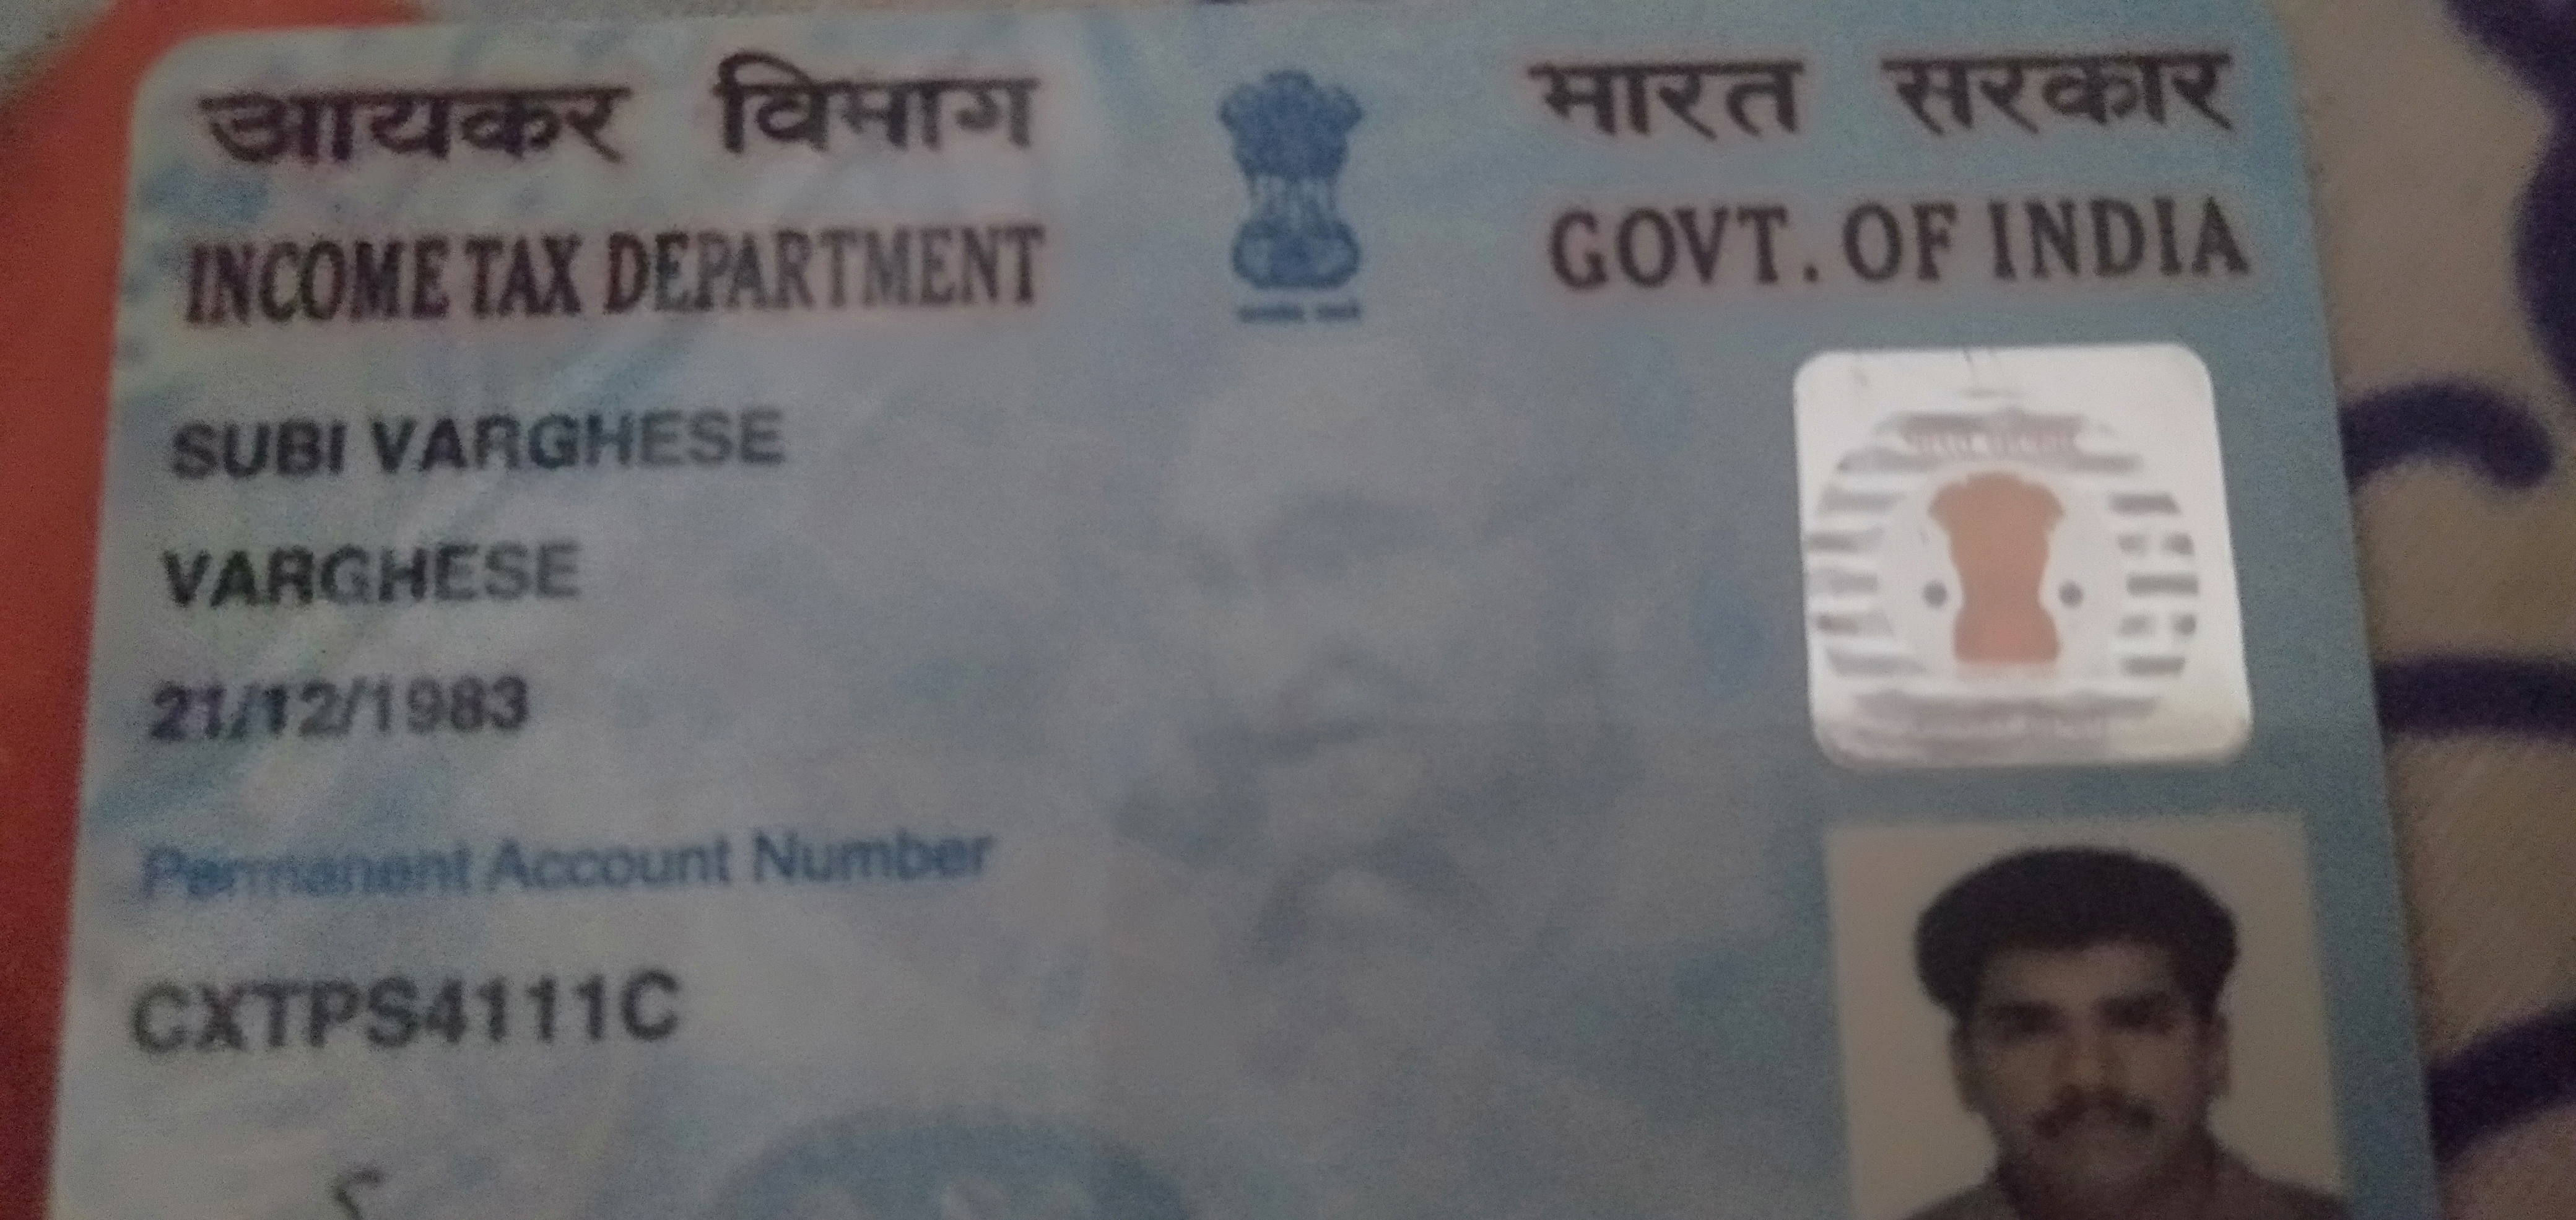 आयकर विभाग
INCOME TAX DEPARTMENT
भारत सरकार
GOVT. OF INDIA
SUBI VARGHESE
VARGHESE
21/12/1983
Permanent Account Number
CXTPS4111C